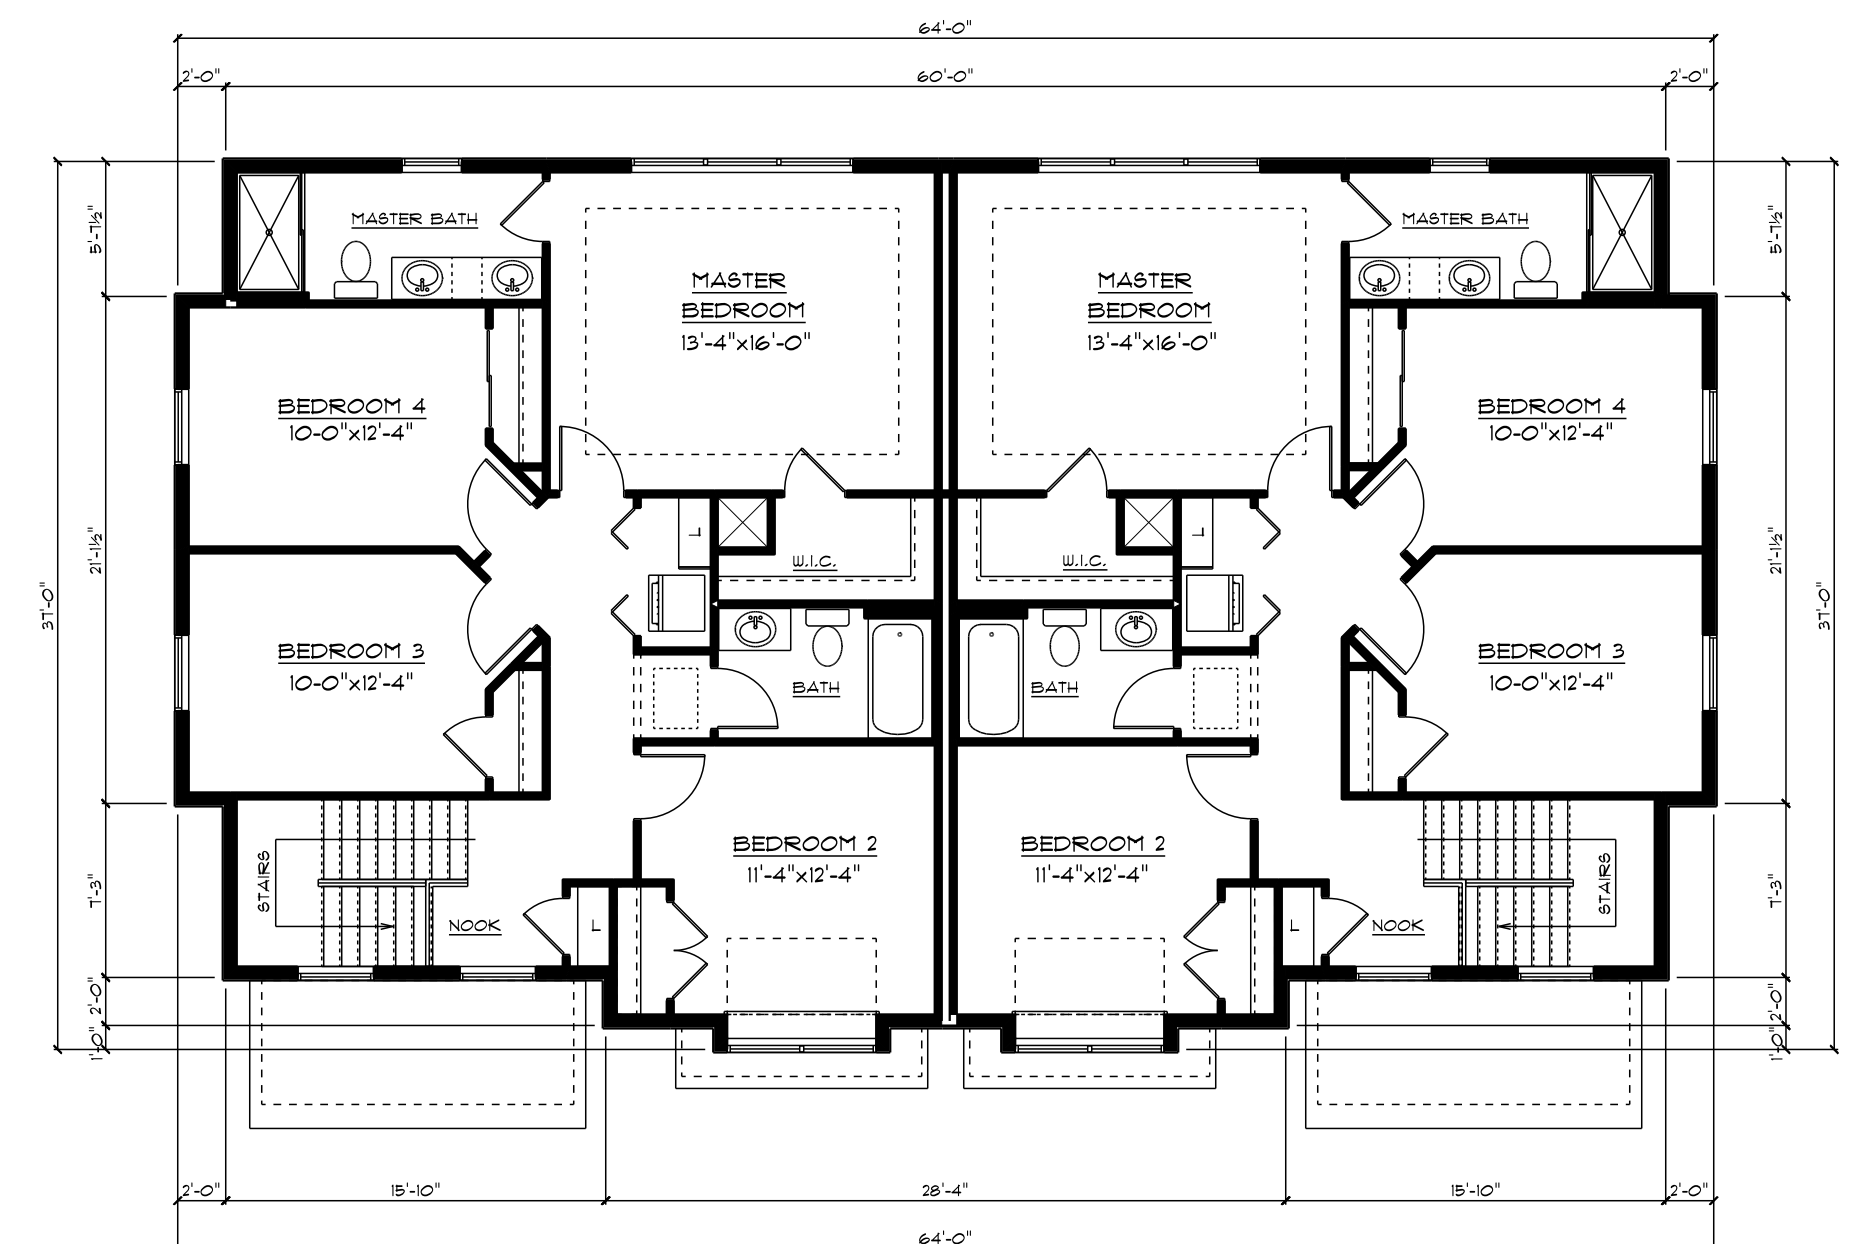 64'-0"
2'-0" 60'-0" 2'-0"
5'-7½" MASTER BATH MASTER BATH 5'-7½"
MASTER MASTER
BEDROOM BEDROOM
13'-4"x16'-0" 13'-4"x16'-0"
BEDROOM 4 BEDROOM 4
10-0"x12'-4" 10-0"x12'-4"
L L
21'-1½" W.I.C. W.I.C. 21'-1½"
37'-0" 37'-0"
BEDROOM 3 BEDROOM 3
10-0"x12'-4" 10-0"x12'-4"
BATH BATH
BEDROOM 2 BEDROOM 2
11'-4"x12'-4" 11'-4"x12'-4"
7'-3" STAIRS STAIRS 7'-3"
NOOK L L NOOK
2'-0" 2'-0"
1'-0" 1'-0"
2'-0" 15'-10" 28'-4" 15'-10" 2'-0"
64'-0"